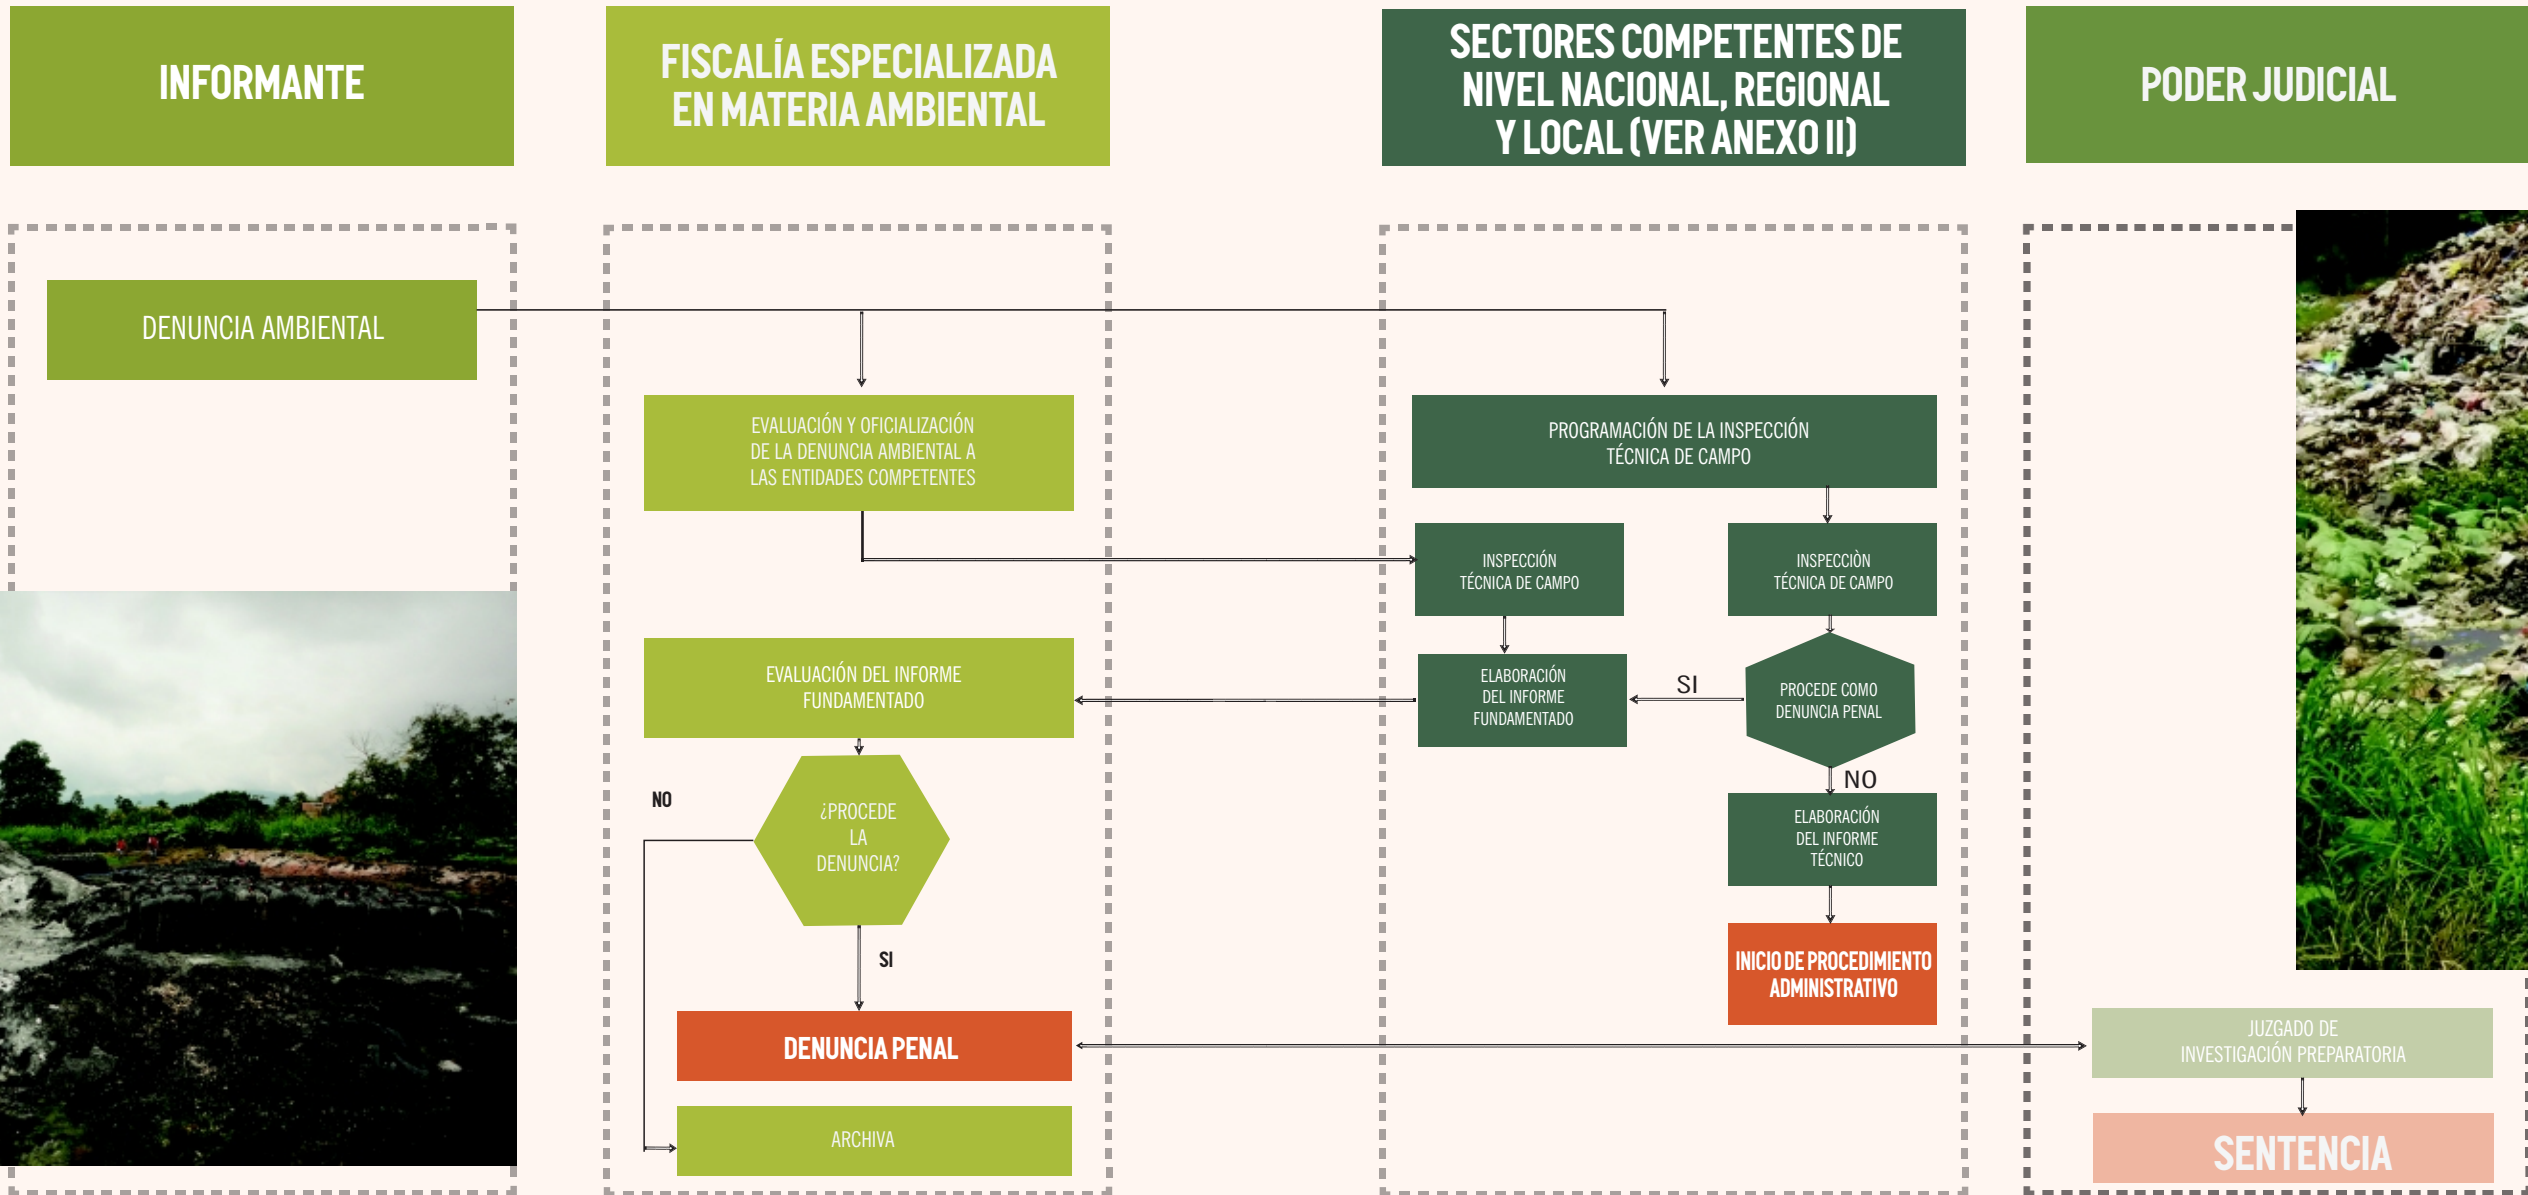 INFORMANTE
FISCALÍA ESPECIALIZADA
EN MATERIA AMBIENTAL
SECTORES COMPETENTES DE
NIVEL NACIONAL, REGIONAL
Y LOCAL (VER ANEXO II)
PODER JUDICIAL
DENUNCIA AMBIENTAL
EVALUACIÓN Y OFICIALIZACIÓN
DE LA DENUNCIA AMBIENTAL A
LAS ENTIDADES COMPETENTES
PROGRAMACIÓN DE LA INSPECCIÓN
TÉCNICA DE CAMPO
INSPECCIÓN
TÉCNICA DE CAMPO
INSPECCIÒN
TÉCNICA DE CAMPO
EVALUACIÓN DEL INFORME
FUNDAMENTADO
ELABORACIÓN
DEL INFORME
FUNDAMENTADO
SI
PROCEDE COMO
DENUNCIA PENAL
NO
ELABORACIÓN
DEL INFORME
TÉCNICO
NO
¿PROCEDE
LA
DENUNCIA?
SI
INICIO DE PROCEDIMIENTO
ADMINISTRATIVO
DENUNCIA PENAL
JUZGADO DE
INVESTIGACIÓN PREPARATORIA
ARCHIVA
SENTENCIA